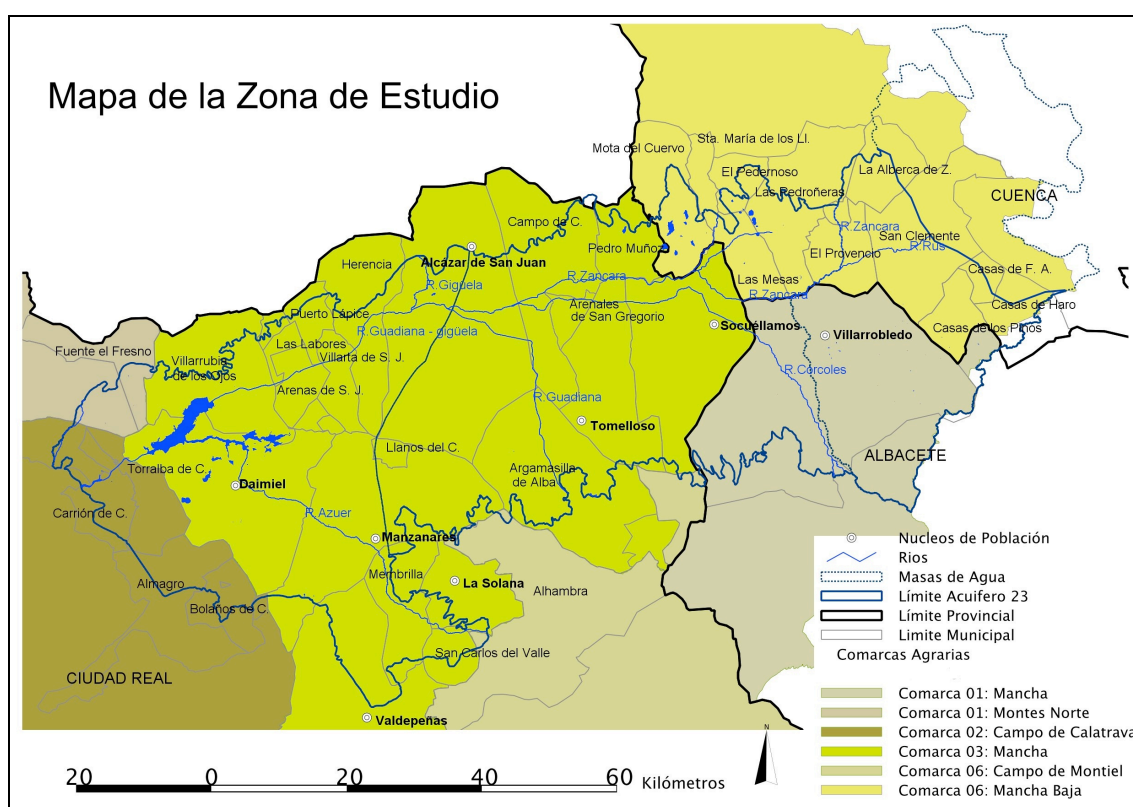 Mapa de la Zona de Estudio
Mota del Cuervo
Sta. María de los Ll.
El Pedernoso
La Alberca de Z.
Las Pedroñeras
CUENCA
Campo de C.
R.Zancara
San Clemente
R.Rus
Pedro Muñoz
El Provencio
Alcázar de San Juan
Herencia
Casas de F. A.
R.Zancara
Las Mesas
R.Gigüela
R.Zancara
Arenales
de San Gregorio
Casas de Haro
Puerto Lápice
Socuéllamos
Casas de los Pinos
R.Guadiana - gigüela
Villarrobledo
Las Labores
Fuente el Fresno
Villarta de S. J.
Villarrubia
de los Ojos
R.Córcoles
Arenas de S. J.
R.Guadiana
Tomelloso
Llanos del C.
ALBACETE
Torralba de C.
Argamasilla
de Alba
Daimiel
Carrión de C.
R.Azuer
Manzanares
Membrilla
La Solana
Almagro
Alhambra
Bolaños de C.
San Carlos del Valle
CIUDAD REAL
Valdepeñas
Nucleos de Población
Rios
Masas de Agua
Límite Acuifero 23
Límite Provincial
Limite Municipal
Comarcas Agrarias
Comarca 01: Mancha
Comarca 01: Montes Norte
Comarca 02: Campo de Calatrava
Comarca 03: Mancha
Comarca 06: Campo de Montiel
Comarca 06: Mancha Baja
N
20 0 20 40 60 Kilómetros